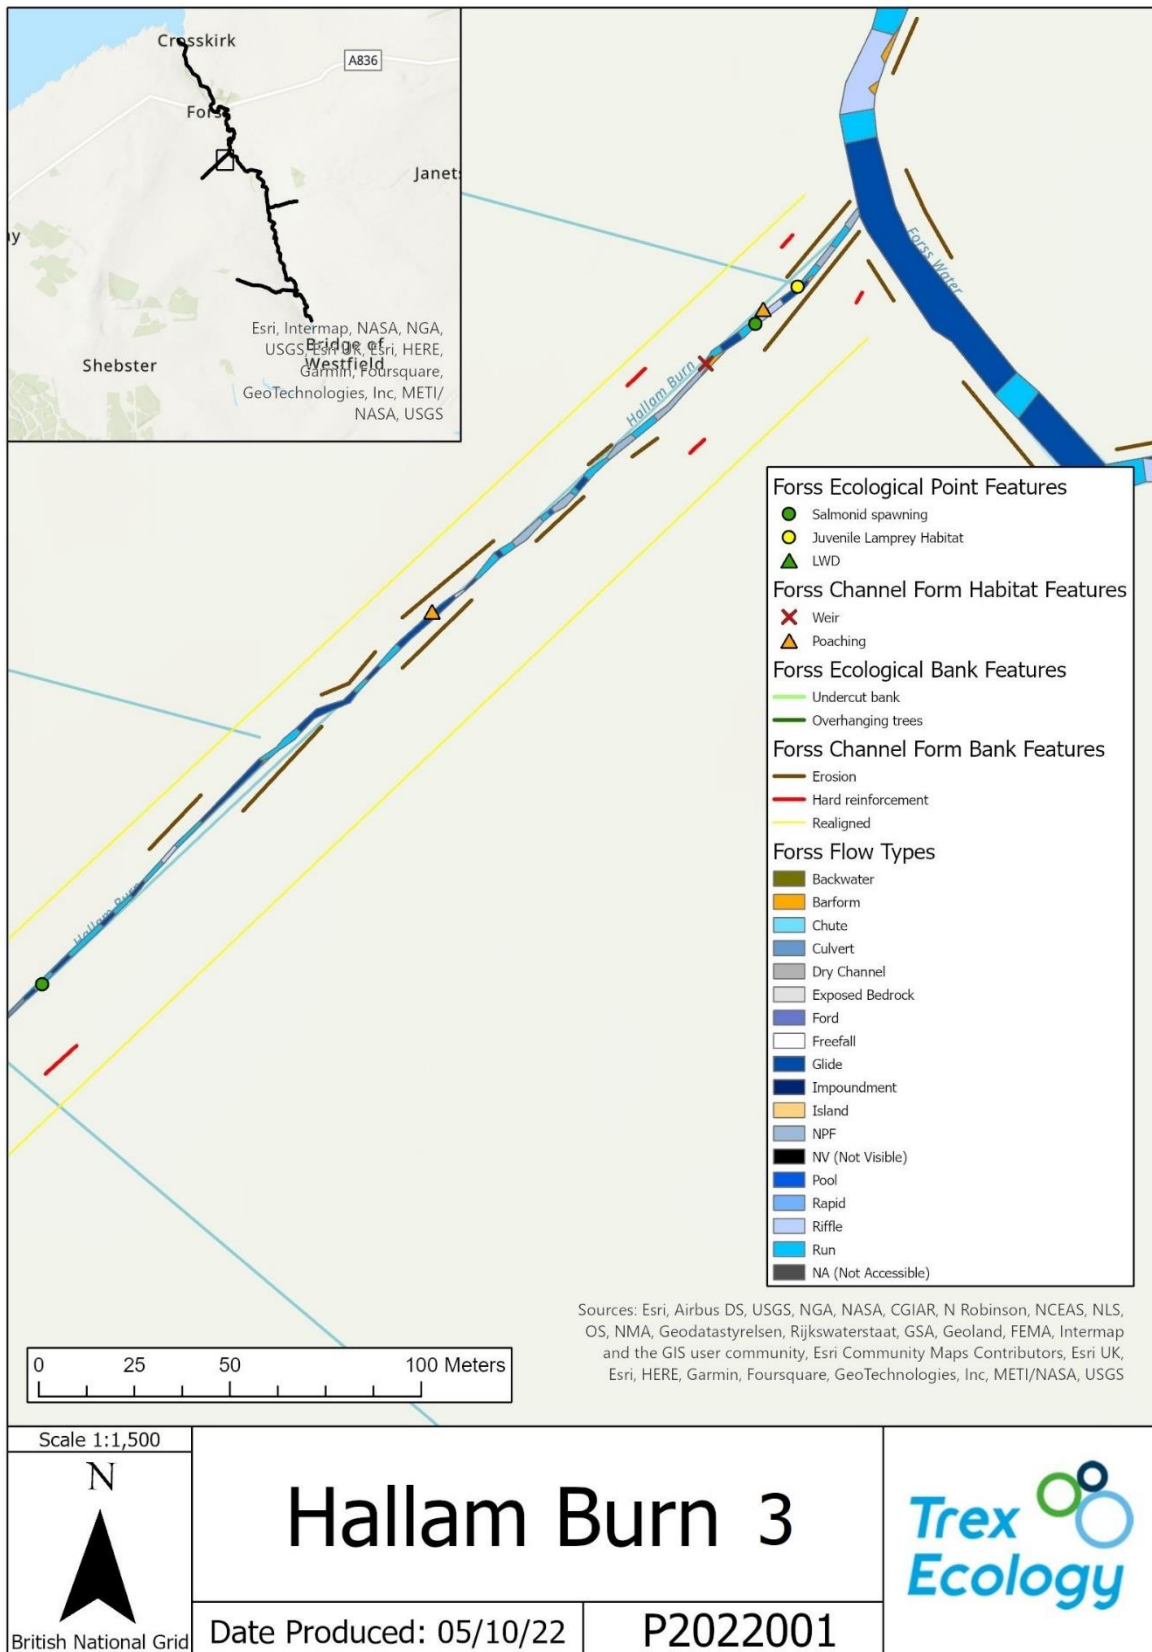 Crosskirk
A836
Forss
Janets
ay
Shebster
Bridge of
Westfield
Esri, Intermap, NASA, NGA,
USGS, Esri UK, Esri, HERE,
Garmin, Foursquare,
GeoTechnologies, Inc, METI/
NASA, USGS
Forss Water
Hallam Burn
Hallam Burn
Forss Ecological Point Features
Salmonid spawning
Juvenile Lamprey Habitat
LWD
Forss Channel Form Habitat Features
Weir
Poaching
Forss Ecological Bank Features
Undercut bank
Overhanging trees
Forss Channel Form Bank Features
Erosion
Hard reinforcement
Realigned
Forss Flow Types
Backwater
Barform
Chute
Culvert
Dry Channel
Exposed Bedrock
Ford
Freefall
Glide
Impoundment
Island
NPF
NV (Not Visible)
Pool
Rapid
Riffle
Run
NA (Not Accessible)
Sources: Esri, Airbus DS, USGS, NGA, NASA, CGIAR, N Robinson, NCEAS, NLS,
OS, NMA, Geodatastyrelsen, Rijkswaterstaat, GSA, Geoland, FEMA, Intermap
and the GIS user community, Esri Community Maps Contributors, Esri UK,
Esri, HERE, Garmin, Foursquare, GeoTechnologies, Inc, METI/NASA, USGS
0 25 50 100 Meters
Scale 1:1,500
N
British National Grid
Hallam Burn 3
Date Produced: 05/10/22
P2022001
Trex
Ecology